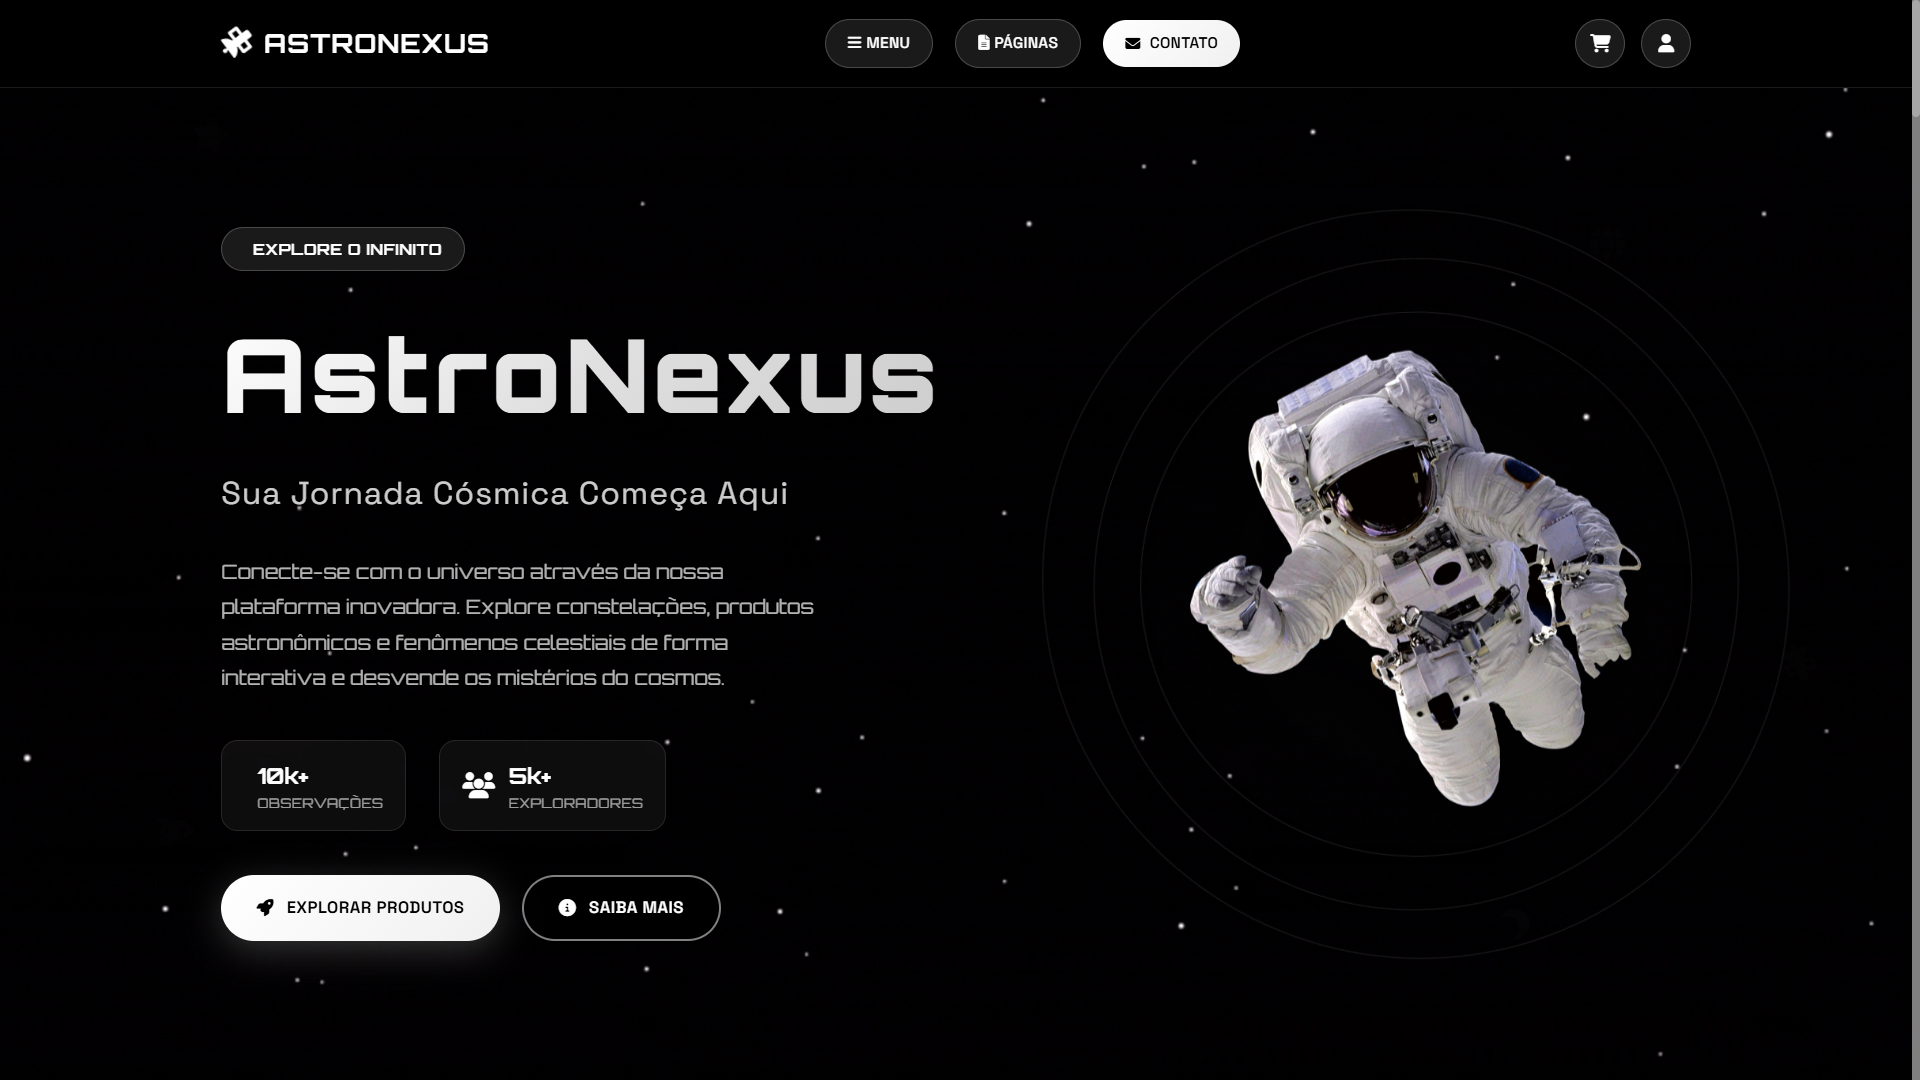 ASTRONEXUS
MENU
PÁGINAS
CONTATO
EXPLORE O INFINITO
AstroNexus
Sua Jornada Cósmica Começa Aqui
Conecte-se com o universo através da nossa
plataforma inovadora. Explore constelações, produtos
astronômicos e fenômenos celestiais de forma
interativa e desvende os mistérios do cosmos.
10k+
OBSERVAÇÕES
5k+
EXPLORADORES
EXPLORAR PRODUTOS
SAIBA MAIS